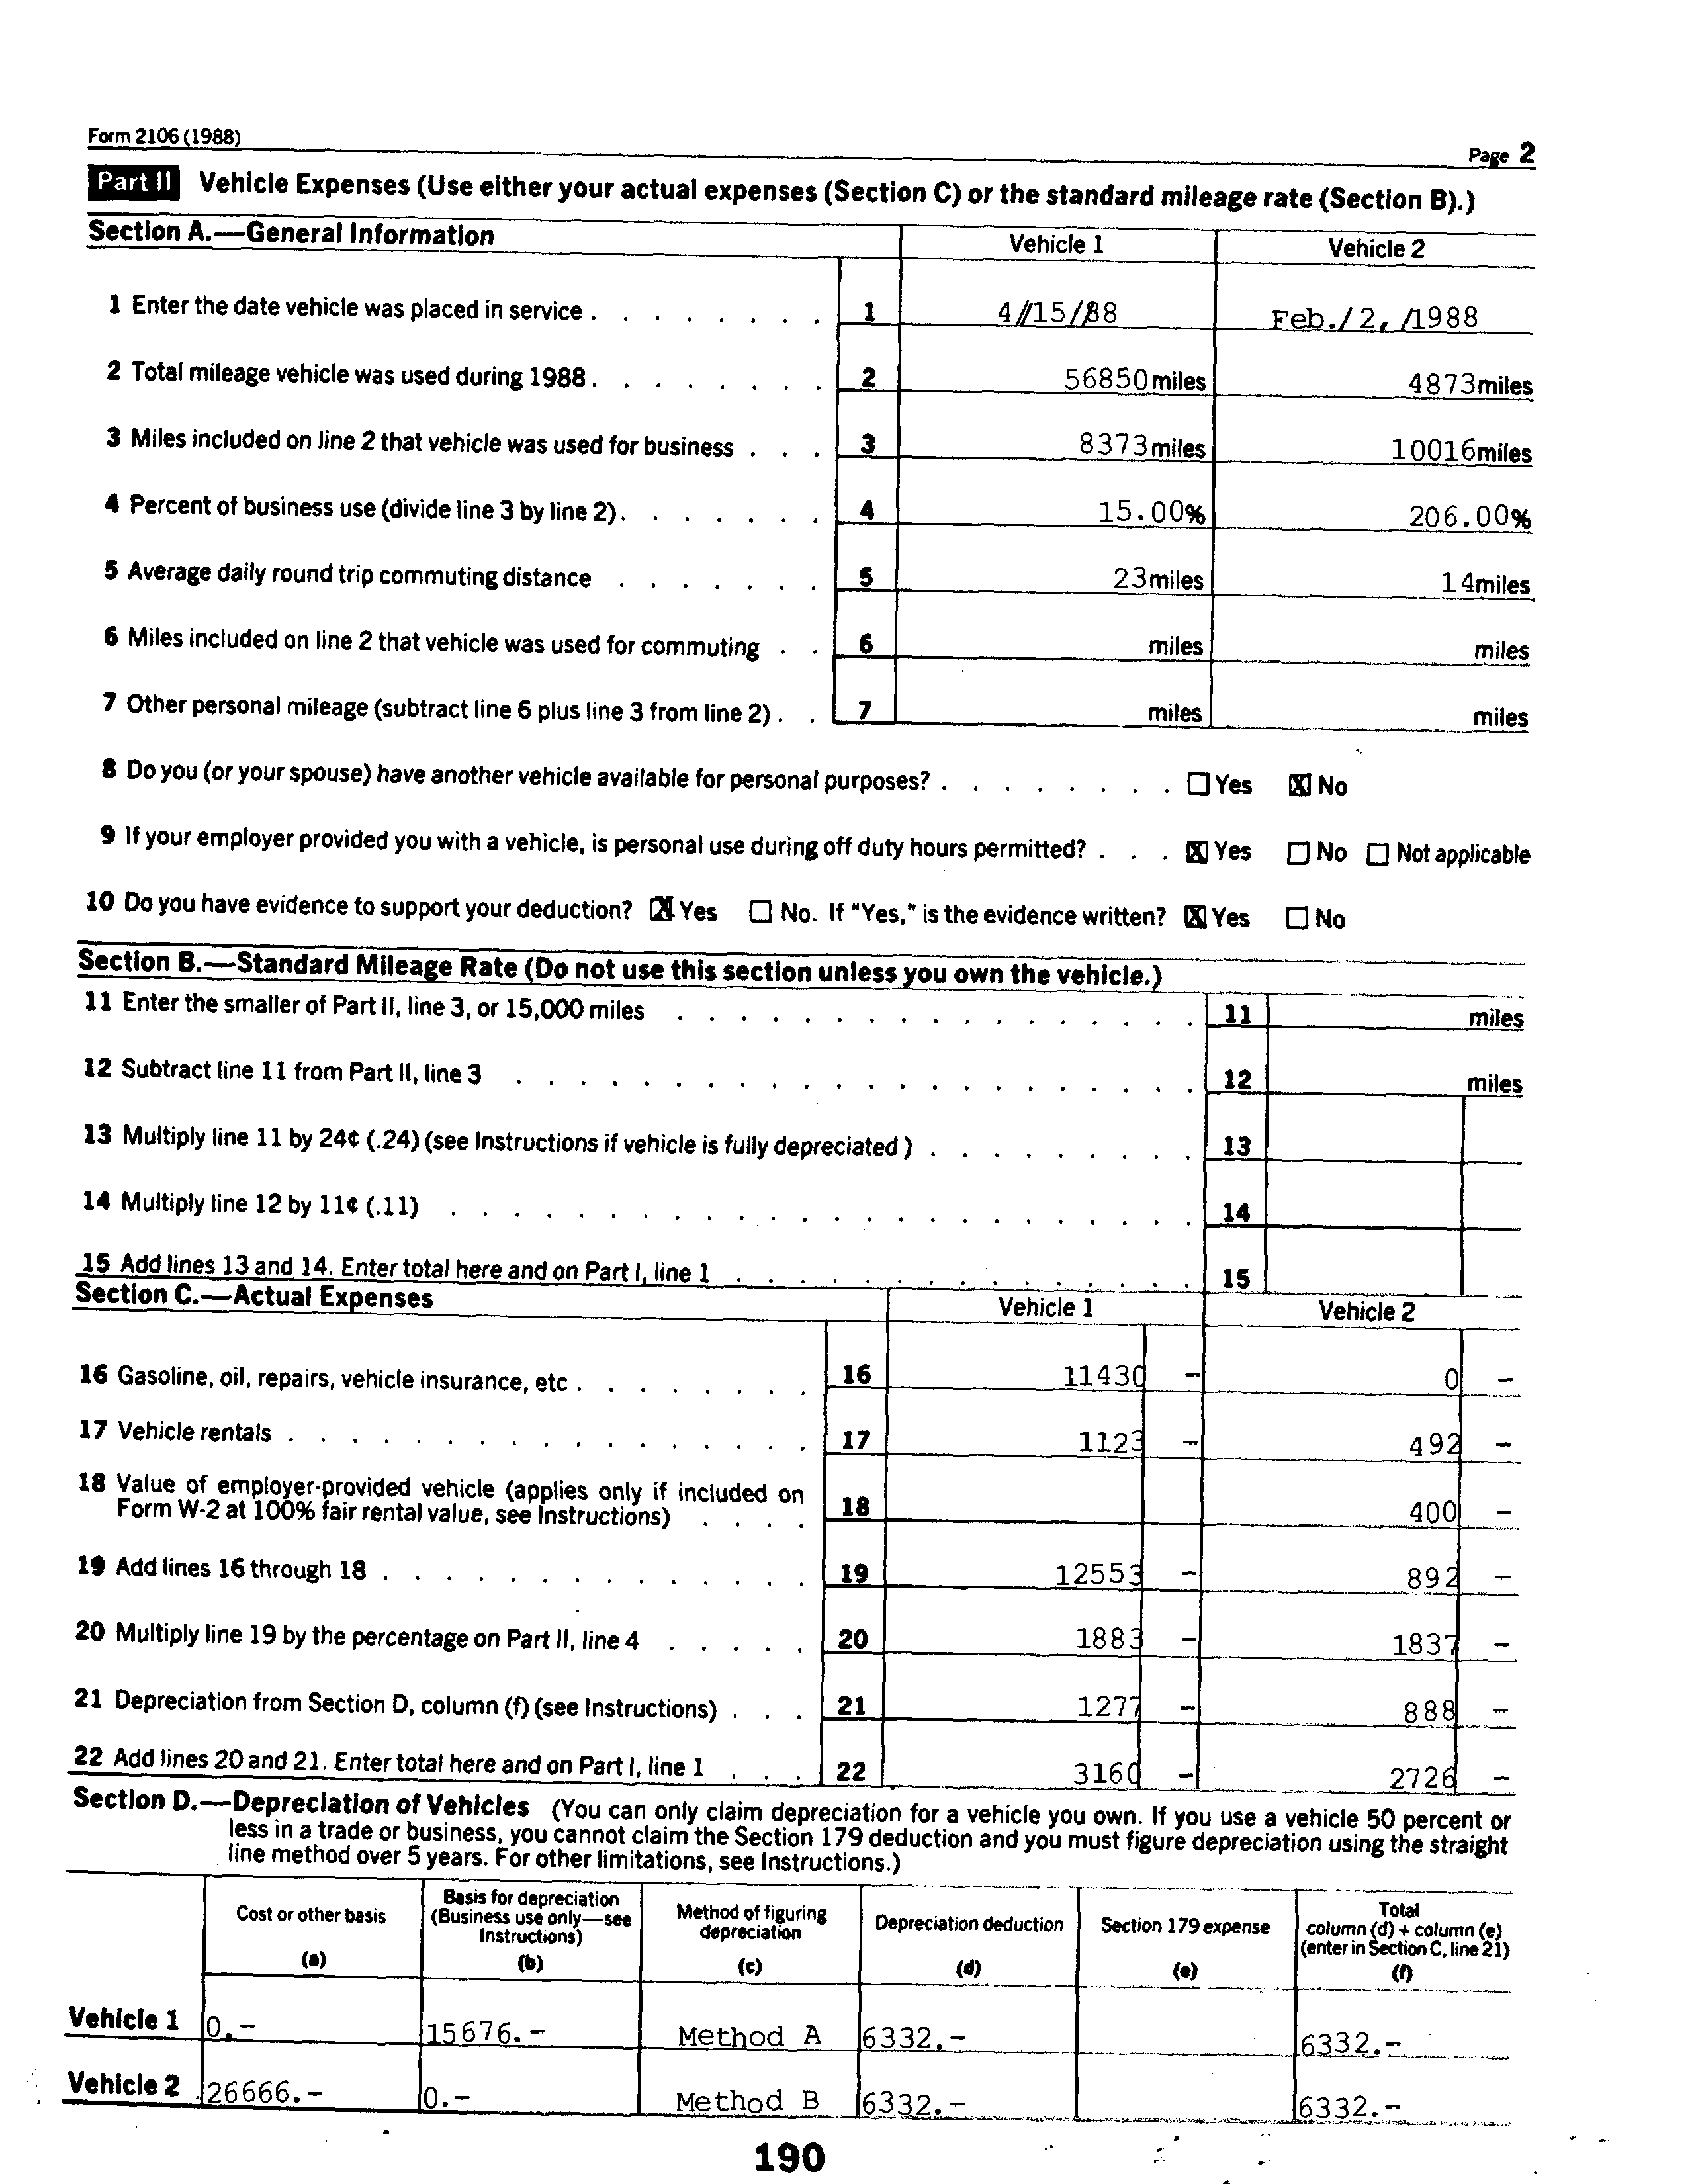 Form 2106 (1988) Page 2
Part II Vehicle Expenses (Use either your actual expenses (Section C) or the standard mileage rate (Section B).)
Section A.—General Information Vehicle 1 Vehicle 2
1 Enter the date vehicle was placed in service . . . . . . . . 1 4//15/88 Feb./2, /1988
2 Total mileage vehicle was used during 1988 . . . . . . . . 2 56850 miles 4873 miles
3 Miles included on line 2 that vehicle was used for business . . . 3 8373 miles 10016 miles
4 Percent of business use (divide line 3 by line 2) . . . . . . . 4 15.00% 206.00%
5 Average daily round trip commuting distance . . . . . . . 5 23 miles 14 miles
6 Miles included on line 2 that vehicle was used for commuting . . 6 miles miles
7 Other personal mileage (subtract line 6 plus line 3 from line 2) . . 7 miles miles
8 Do you (or your spouse) have another vehicle available for personal purposes? . . . . . . . . ☐ Yes ☒ No
9 If your employer provided you with a vehicle, is personal use during off duty hours permitted? . . . ☒ Yes ☐ No ☐ Not applicable
10 Do you have evidence to support your deduction? ☒ Yes ☐ No. If "Yes," is the evidence written? ☒ Yes ☐ No
Section B.—Standard Mileage Rate (Do not use this section unless you own the vehicle.)
11 Enter the smaller of Part II, line 3, or 15,000 miles . . . . . . . . . . . . . . . . . 11 miles
12 Subtract line 11 from Part II, line 3 . . . . . . . . . . . . . . . . . . . . . . 12 miles
13 Multiply line 11 by 24¢ (.24) (see Instructions if vehicle is fully depreciated ) . . . . . . . . . 13
14 Multiply line 12 by 11¢ (.11) . . . . . . . . . . . . . . . . . . . . . . . . 14
15 Add lines 13 and 14. Enter total here and on Part I, line 1 . . . . . . . . . . . . . . . 15
Section C.—Actual Expenses Vehicle 1 Vehicle 2
16 Gasoline, oil, repairs, vehicle insurance, etc . . . . . . . . 16 11430 – 0 –
17 Vehicle rentals . . . . . . . . . . . . . . . . . 17 1123 – 492 –
18 Value of employer-provided vehicle (applies only if included on
Form W-2 at 100% fair rental value, see Instructions) . . . . 18 400 –
19 Add lines 16 through 18 . . . . . . . . . . . . . . 19 12553 – 892 –
20 Multiply line 19 by the percentage on Part II, line 4 . . . . . 20 1883 – 1837 –
21 Depreciation from Section D, column (f) (see Instructions) . . . 21 1277 – 888 –
22 Add lines 20 and 21. Enter total here and on Part I, line 1 . . . 22 3160 – 2726 –
Section D.—Depreciation of Vehicles (You can only claim depreciation for a vehicle you own. If you use a vehicle 50 percent or
less in a trade or business, you cannot claim the Section 179 deduction and you must figure depreciation using the straight
line method over 5 years. For other limitations, see Instructions.)
Cost or other basis
(a)
Basis for depreciation
(Business use only—see
Instructions)
(b)
Method of figuring
depreciation
(c)
Depreciation deduction
(d)
Section 179 expense
(e)
Total
column (d) + column (e)
(enter in Section C, line 21)
(f)
Vehicle 1 0.– 15676.– Method A 6332.– 6332.–
Vehicle 2 26666.– 0.– Method B 6332.– 6332.–
190